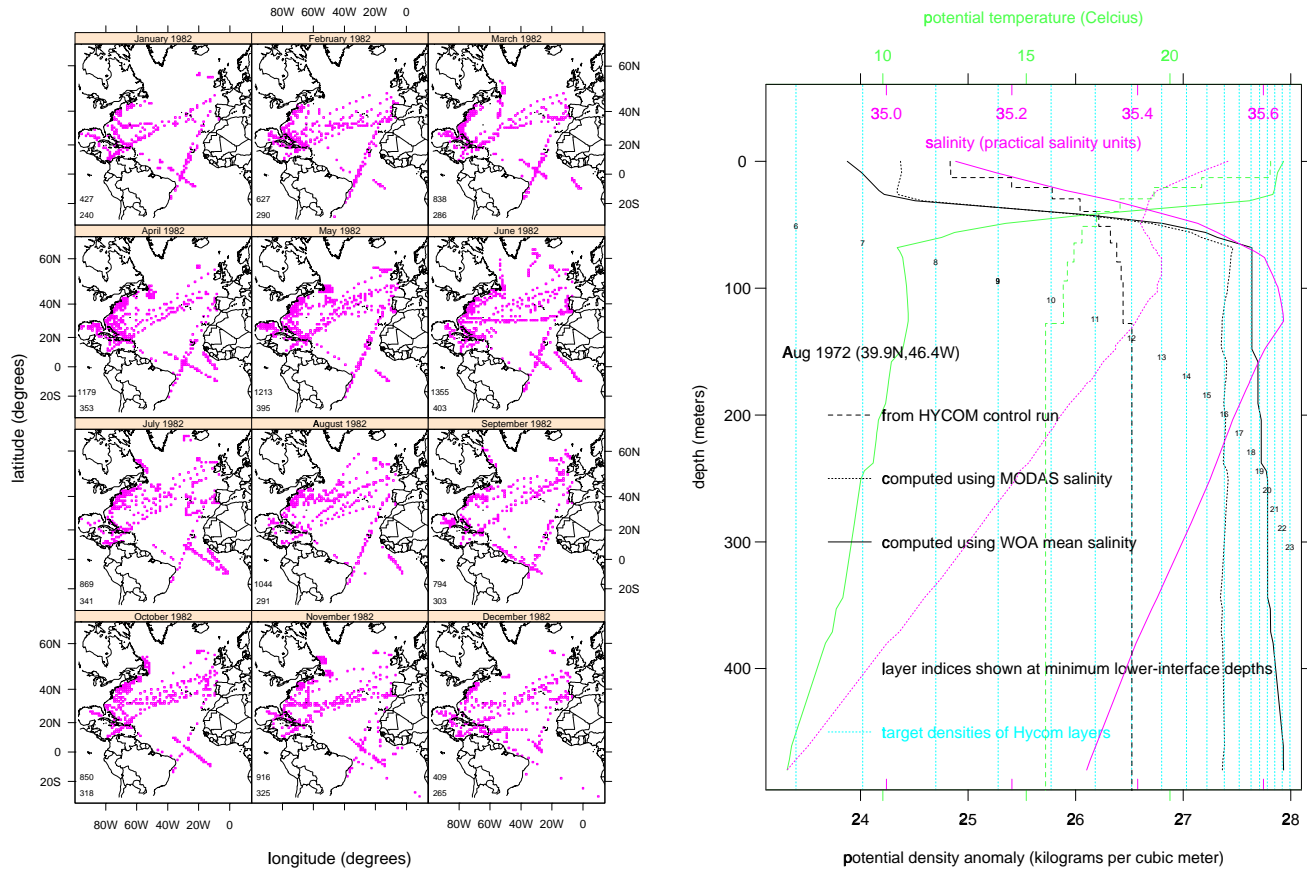 80W 40W 20W 0
January 1982 February 1982 March 1982
60N
40N
20N
0
20S
427
240
627
290
838
286
April 1982 May 1982 June 1982
60N
40N
20N
0
20S
1179
353
1213
395
1355
403
July 1982 August 1982 September 1982
60N
40N
20N
0
20S
869
341
1044
291
794
303
October 1982 November 1982 December 1982
60N
40N
20N
0
20S
850
318
916
325
409
265
80W 60W 40W 20W 0
80W 40W 20W 0
80W 60W 40W 20W 0
longitude (degrees)
latitude (degrees)
potential temperature (Celcius)
10 15 20
35.0 35.2 35.4 35.6
salinity (practical salinity units)
0
100
200
300
400
depth (meters)
6
7
8
9
10
11
12
13
14
15
16
17
18
19
20
21
22
23
Aug 1972 (39.9N,46.4W)
from HYCOM control run
computed using MODAS salinity
computed using WOA mean salinity
layer indices shown at minimum lower-interface depths
target densities of Hycom layers
24 25 26 27 28
potential density anomaly (kilograms per cubic meter)